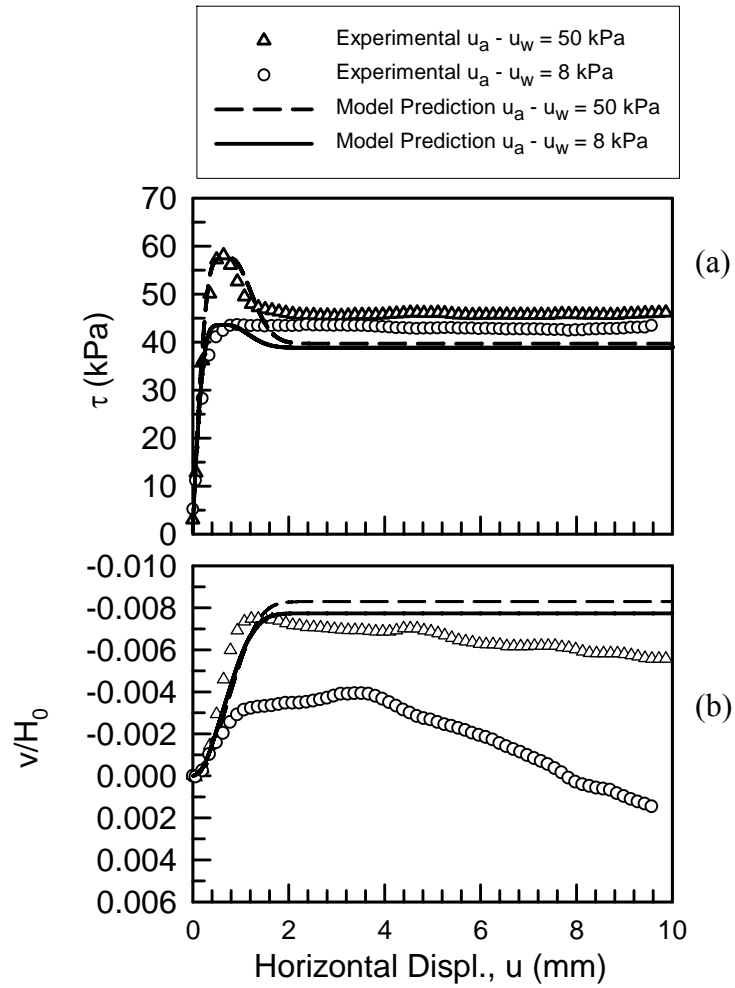 Experimental u_a - u_w = 50 kPa
Experimental u_a - u_w = 8 kPa
Model Prediction u_a - u_w = 50 kPa
Model Prediction u_a - u_w = 8 kPa
70
60
50
40
30
20
10
0
τ (kPa)
(a)
-0.010
-0.008
-0.006
-0.004
-0.002
0.000
0.002
0.004
0.006
v/H_0
(b)
0 2 4 6 8 10
Horizontal Displ., u (mm)